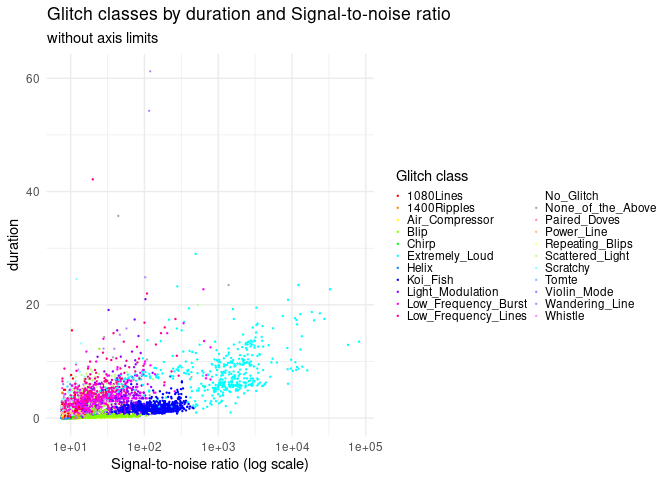 Glitch classes by duration and Signal-to-noise ratio
without axis limits
60
40
20
0
duration
1e+01 1e+02 1e+03 1e+04 1e+05
Signal-to-noise ratio (log scale)
Glitch class
1080Lines
1400Ripples
Air_Compressor
Blip
Chirp
Extremely_Loud
Helix
Koi_Fish
Light_Modulation
Low_Frequency_Burst
Low_Frequency_Lines
No_Glitch
None_of_the_Above
Paired_Doves
Power_Line
Repeating_Blips
Scattered_Light
Scratchy
Tomte
Violin_Mode
Wandering_Line
Whistle